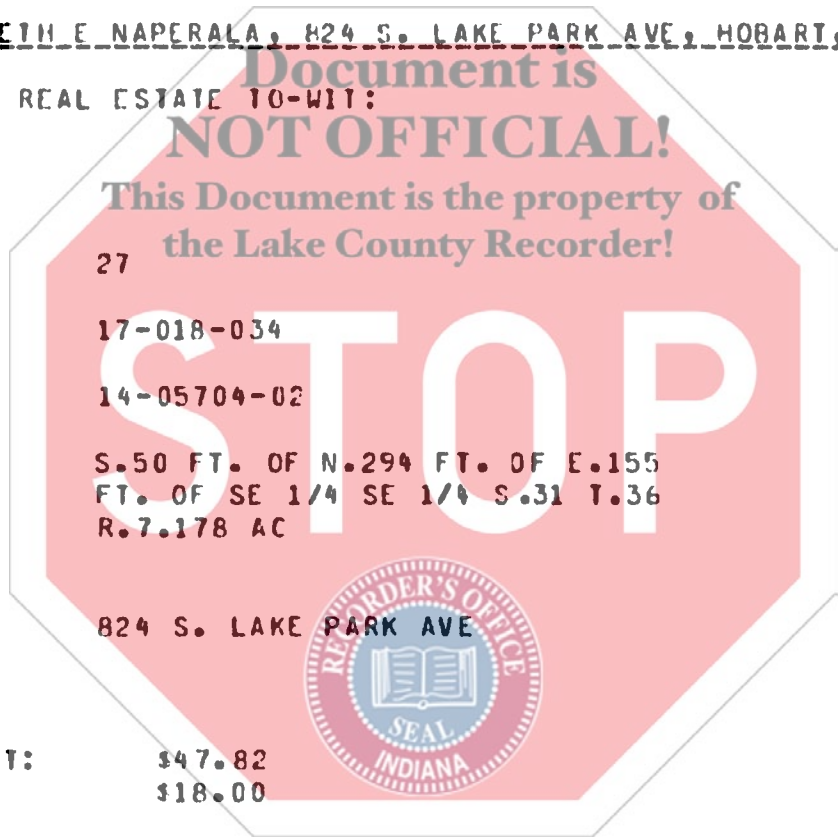 E NAPERALA, 824 S. LAKE PARK AVE, HOBART,
Document is
REAL ESTATE TO-WIT:
NOT OFFICIAL!
This Document is the property of
the Lake County Recorder!
27
17-018-034
STOP
14-05704-02
S.50 FT. OF N.294 FT. OF E.155
FT. OF SE 1/4 SE 1/4 S.31 T.36
R.7.178 AC
RECORDER'S OFFICE
824 S. LAKE PARK AVE
SEAL
INDIANA
T: $47.82
$18.00